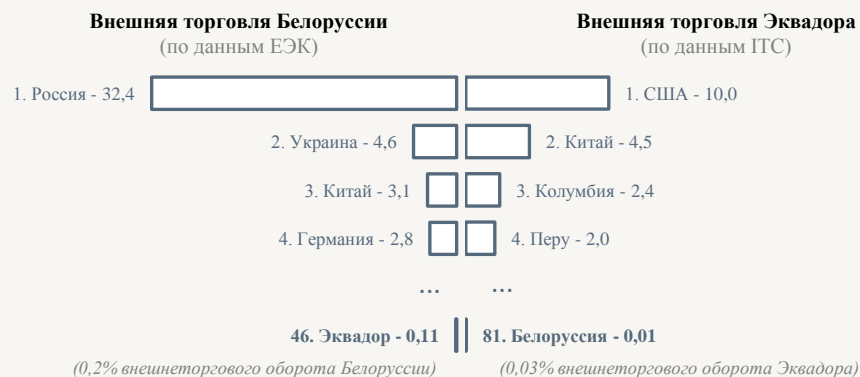 Внешняя торговля Белоруссии
(по данным ЕЭК)
Внешняя торговля Эквадора
(по данным ITC)
1. Россия - 32,4
1. США - 10,0
2. Украина - 4,6
2. Китай - 4,5
3. Китай - 3,1
3. Колумбия - 2,4
4. Германия - 2,8
4. Перу - 2,0
...
...
46. Эквадор - 0,11
81. Белоруссия - 0,01
(0,2% внешнеторгового оборота Белоруссии)
(0,03% внешнеторгового оборота Эквадора)